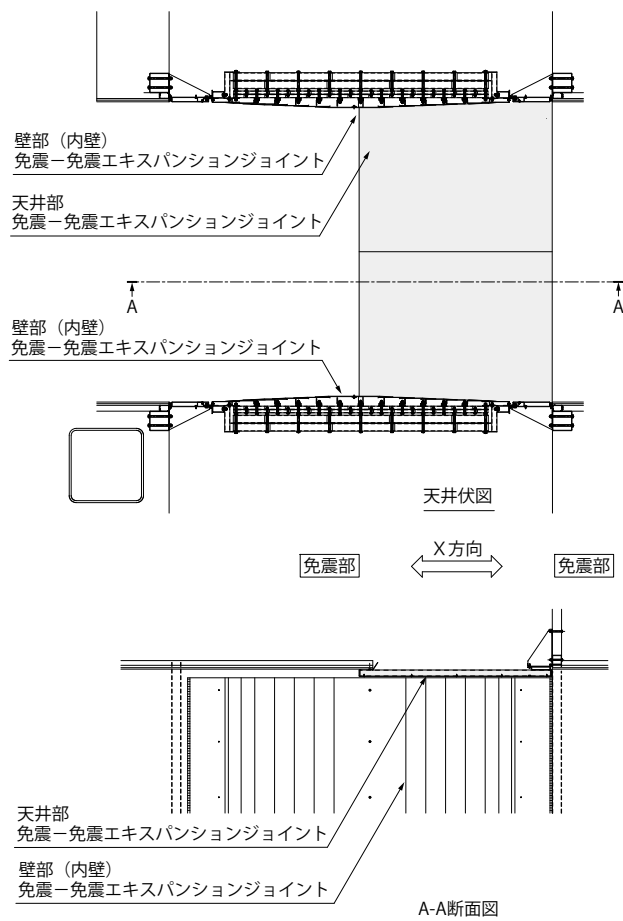 壁部（内壁）
免震－免震エキスパンションジョイント
天井部
免震－免震エキスパンションジョイント
A
A
壁部（内壁）
免震－免震エキスパンションジョイント
天井伏図
免震部
X方向
免震部
天井部
免震－免震エキスパンションジョイント
壁部（内壁）
免震－免震エキスパンションジョイント
A-A断面図